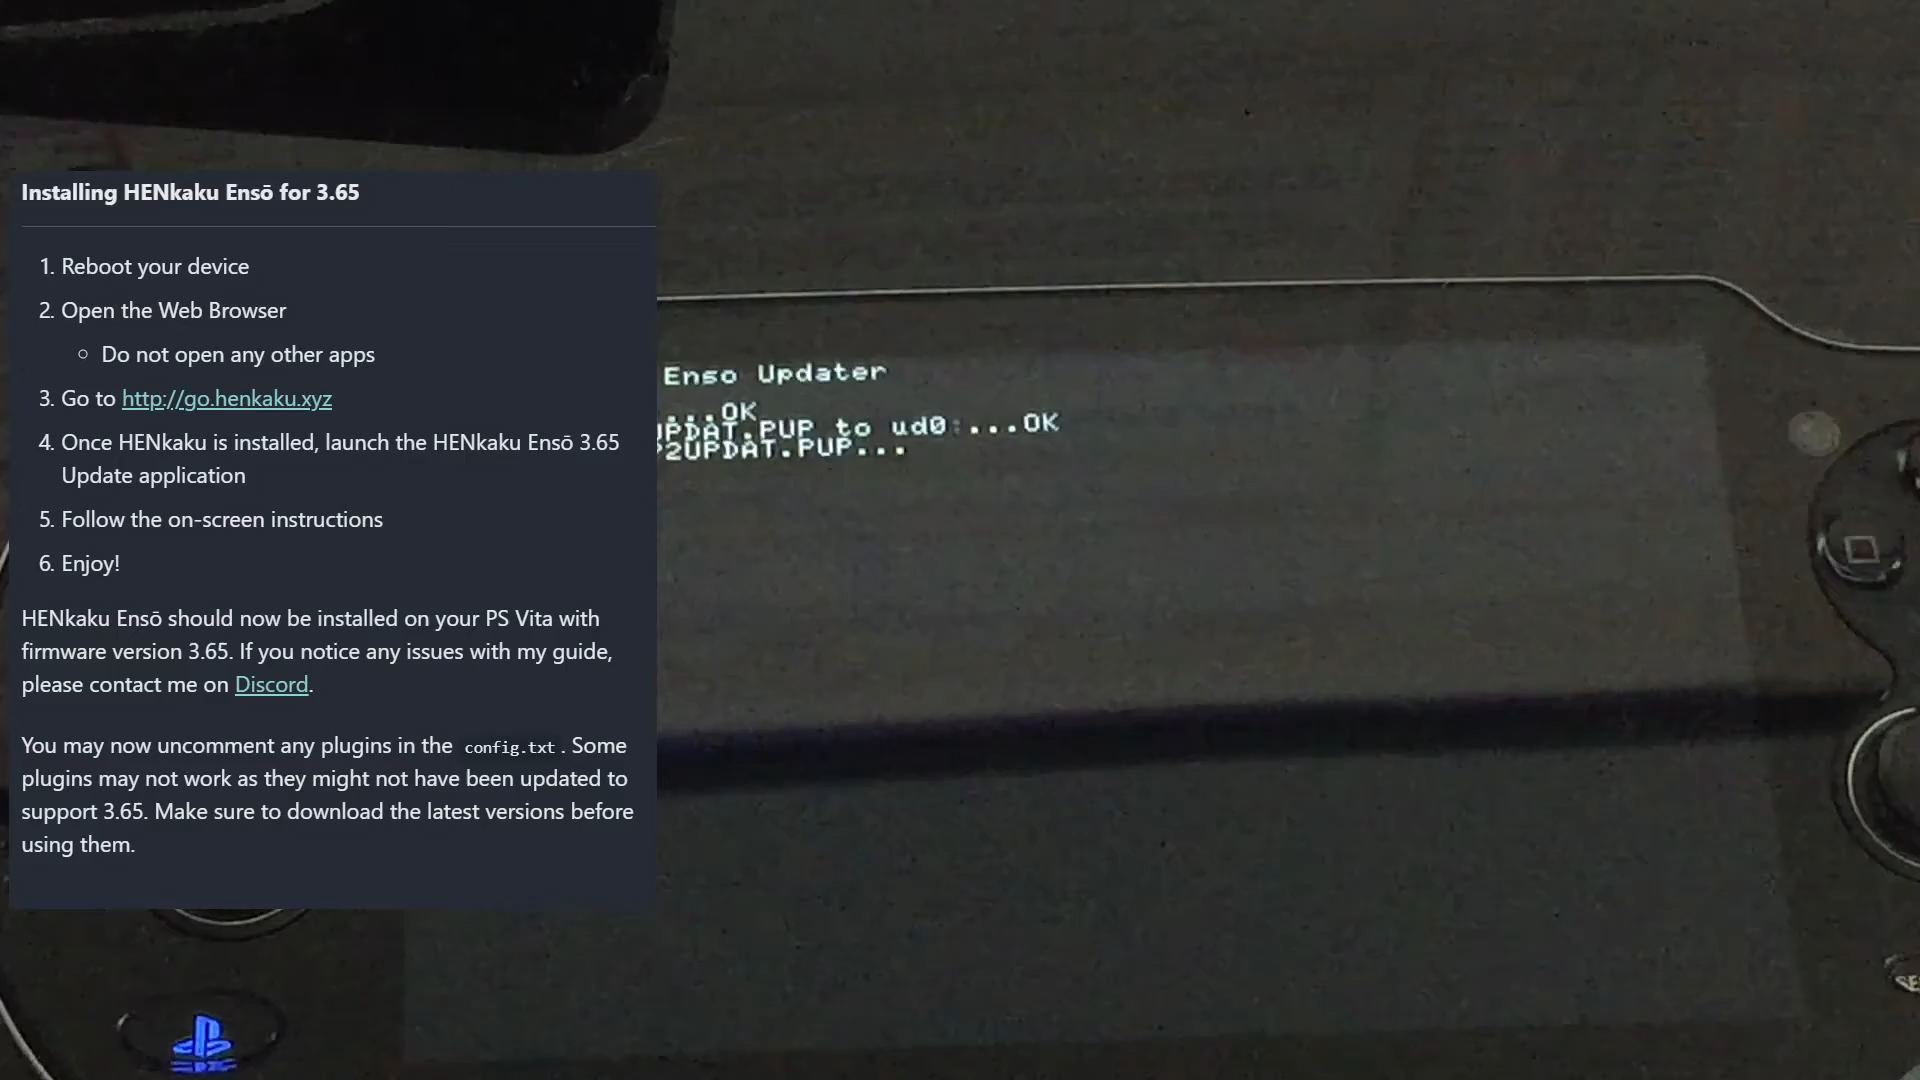 Installing HENkaku Ensō for 3.65
1. Reboot your device
2. Open the Web Browser
○ Do not open any other apps
3. Go to http://go.henkaku.xyz
4. Once HENkaku is installed, launch the HENkaku Ensō 3.65
Update application
5. Follow the on-screen instructions
6. Enjoy!
HENkaku Ensō should now be installed on your PS Vita with
firmware version 3.65. If you notice any issues with my guide,
please contact me on Discord.
You may now uncomment any plugins in the config.txt. Some
plugins may not work as they might not have been updated to
support 3.65. Make sure to download the latest versions before
using them.
Enso Updater
...OK
UPDAT.PUP to ud0:...OK
P2UPDAT.PUP...